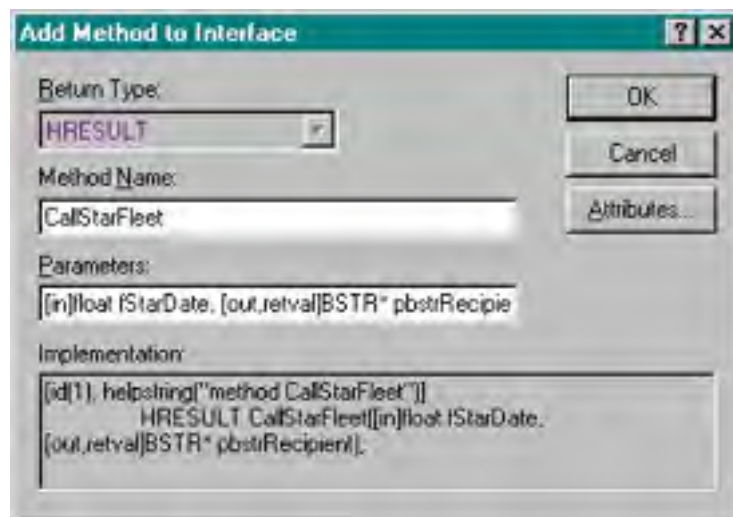 Add Method to Interface
Return Type:
HRESULT
OK
Cancel
Method Name:
CallStarFleet
Attributes...
Parameters:
[in]float fStarDate, [out,retval]BSTR* pbstrRecipie
Implementation:
[id(1), helpstring("method CallStarFleet")]
HRESULT CallStarFleet([in]float fStarDate,
[out,retval]BSTR* pbstrRecipient);